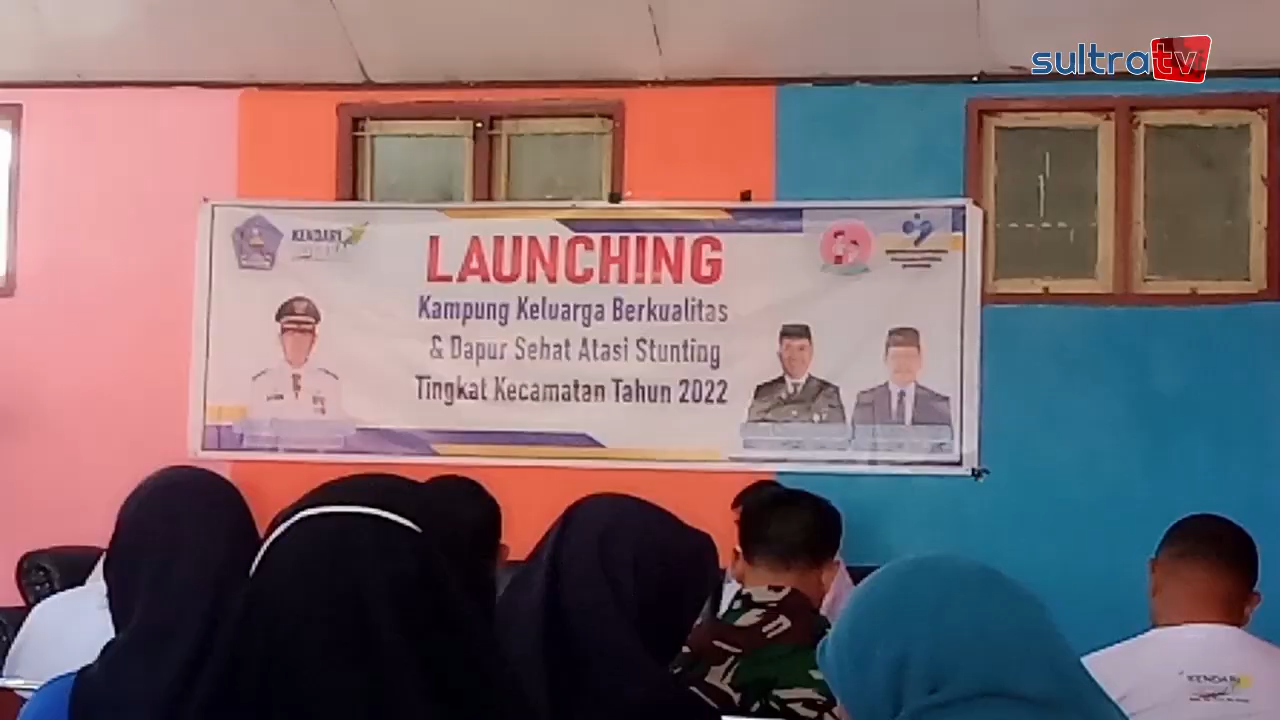 sultratv
KENDARI
LAUNCHING
Kampung Keluarga Berkualitas
& Dapur Sehat Atasi Stunting
Tingkat Kecamatan Tahun 2022
KENDARI